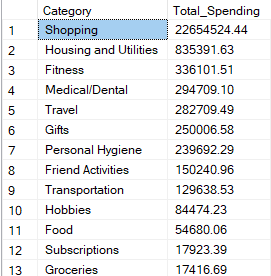 Category Total_Spending
1 Shopping 22654524.44
2 Housing and Utilities 835391.63
3 Fitness 336101.51
4 Medical/Dental 294709.10
5 Travel 282709.49
6 Gifts 250006.58
7 Personal Hygiene 239692.29
8 Friend Activities 150240.96
9 Transportation 129638.53
10 Hobbies 84474.23
11 Food 54680.06
12 Subscriptions 17923.39
13 Groceries 17416.69